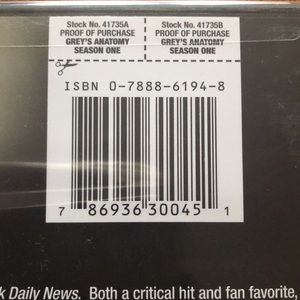 Stock No. 41735A Stock No. 41735B
PROOF OF PURCHASE PROOF OF PURCHASE
GREY'S ANATOMY GREY'S ANATOMY
SEASON ONE SEASON ONE
ISBN 0-7888-6194-8
7 86936 30045 1
k Daily News. Both a critical hit and fan favorite,